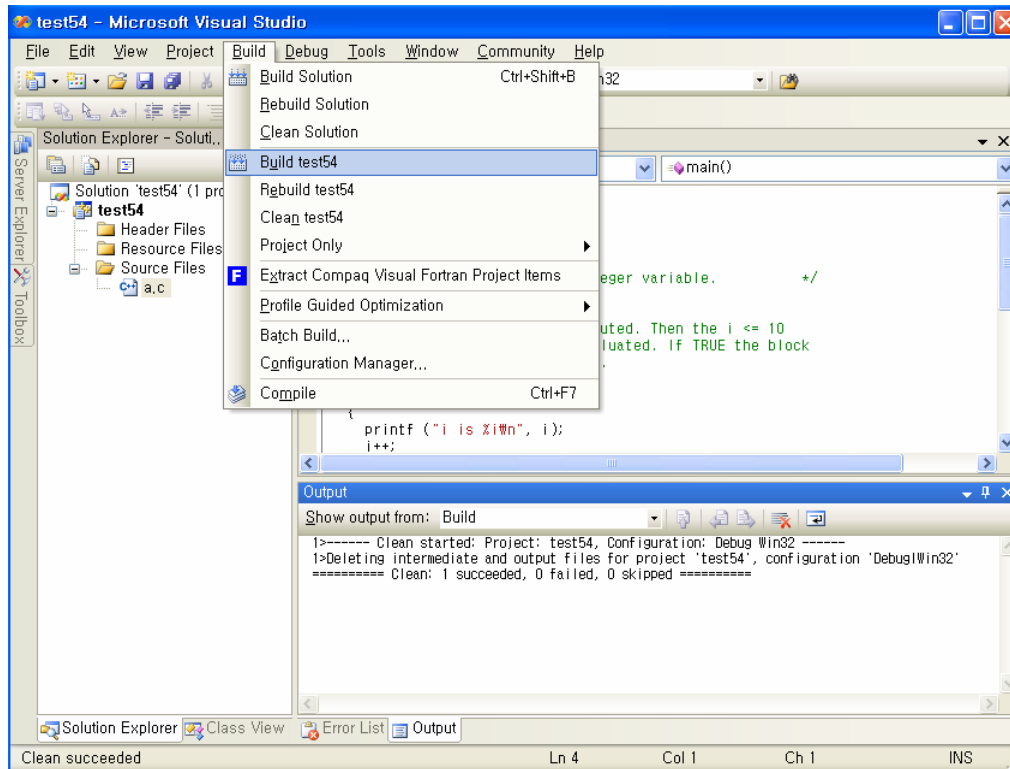 test54 - Microsoft Visual Studio
File Edit View Project Build Debug Tools Window Community Help
Build Solution Ctrl+Shift+B
Rebuild Solution
Clean Solution
Build test54
Rebuild test54
Clean test54
Project Only
Extract Compaq Visual Fortran Project Items
Profile Guided Optimization
Batch Build...
Configuration Manager...
Compile Ctrl+F7
Server Explorer
Toolbox
Solution Explorer - Soluti...
Solution 'test54' (1 pro
test54
Header Files
Resource Files
Source Files
a.c
main()
variable. */
Then the i <= 10
If TRUE the block
{
printf ("i is %i₩n", i);
i++;
Output
Show output from: Build
1>------ Clean started: Project: test54, Configuration: Debug Win32 ------
1>Deleting intermediate and output files for project 'test54', configuration 'Debug|Win32'
========== Clean: 1 succeeded, 0 failed, 0 skipped ==========
Solution Explorer Class View Error List Output
Clean succeeded Ln 4 Col 1 Ch 1 INS